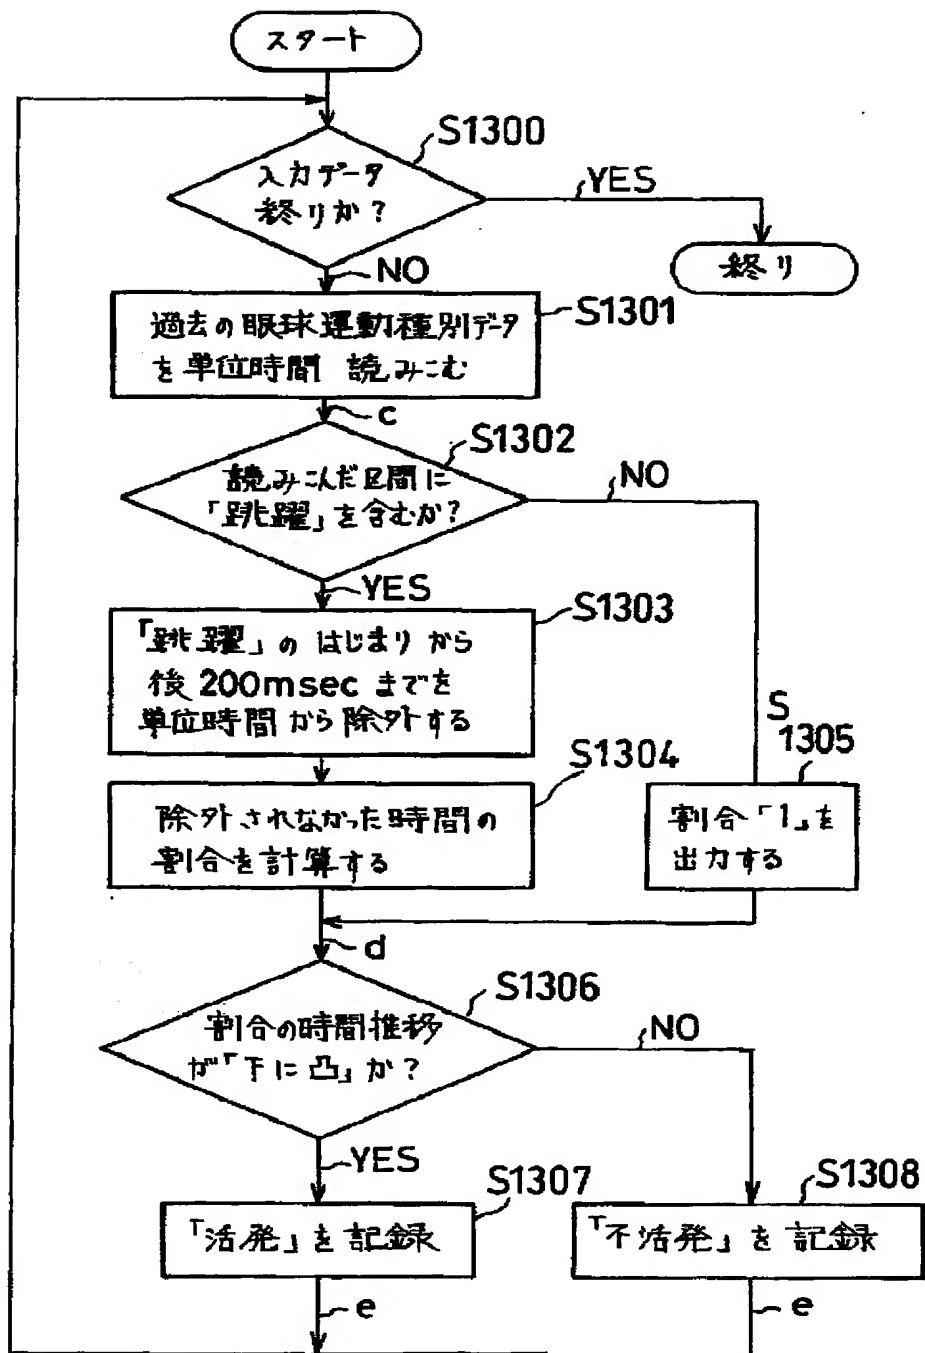 スタート
S1300
入力データ
終りか?
YES
終り
NO
S1301
過去の眼球運動種別データ
を単位時間 読みこむ
c
S1302
読みこんだ区間に
「跳躍」を含むか?
NO
YES
S1303
「跳躍」の はじまり から
後 200msec までを
単位時間 から 除外する
S1304
除外されなかった時間の
割合を計算する
S
1305
割合「1」を
出力する
d
S1306
割合の時間推移
が「下に凸」か?
NO
YES
S1307
「活発」を記録
S1308
「不活発」を記録
e
e